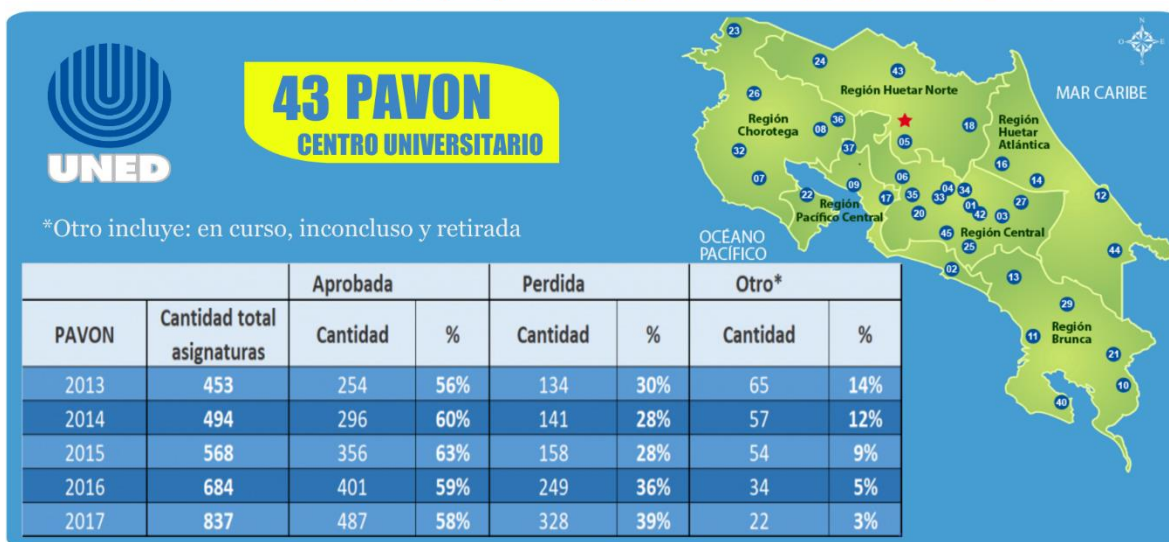 UNED
43 PAVON
CENTRO UNIVERSITARIO
*Otro incluye: en curso, inconcluso y retirada
Aprobada Perdida Otro*
PAVON Cantidad total asignaturas Cantidad % Cantidad % Cantidad %
2013 453 254 56% 134 30% 65 14%
2014 494 296 60% 141 28% 57 12%
2015 568 356 63% 158 28% 54 9%
2016 684 401 59% 249 36% 34 5%
2017 837 487 58% 328 39% 22 3%
N
O E
S
MAR CARIBE
OCÉANO
PACÍFICO
23
24
43
Región Huetar Norte
26
Región
Chorotega
36
08
32
37
07
05
18
Región
Huetar
Atlántica
16
14
12
22
09
Región
Pacífico Central
06
17
35
04
33
34
01
42
03
27
20
Región Central
45
25
44
02
13
29
Región
Brunca
11
21
10
40